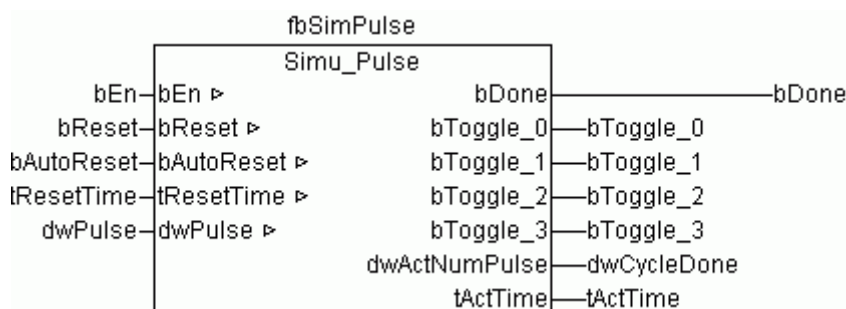 fbSimPulse
Simu_Pulse
bEn bEn bDone bDone
bReset bReset bToggle_0 bToggle_0
bAutoReset bAutoReset bToggle_1 bToggle_1
tResetTime tResetTime bToggle_2 bToggle_2
dwPulse dwPulse bToggle_3 bToggle_3
dwActNumPulse dwCycleDone
tActTime tActTime